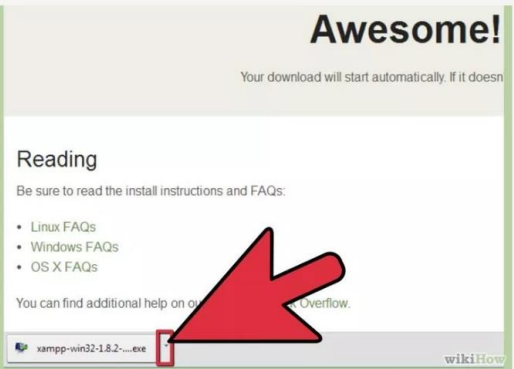 Awesome!
Your download will start automatically. If it doesn
Reading
Be sure to read the install instructions and FAQs:
• Linux FAQs
• Windows FAQs
• OS X FAQs
You can find additional help on Overflow.
xampp-win32-1.8.2-....exe
wikiHow